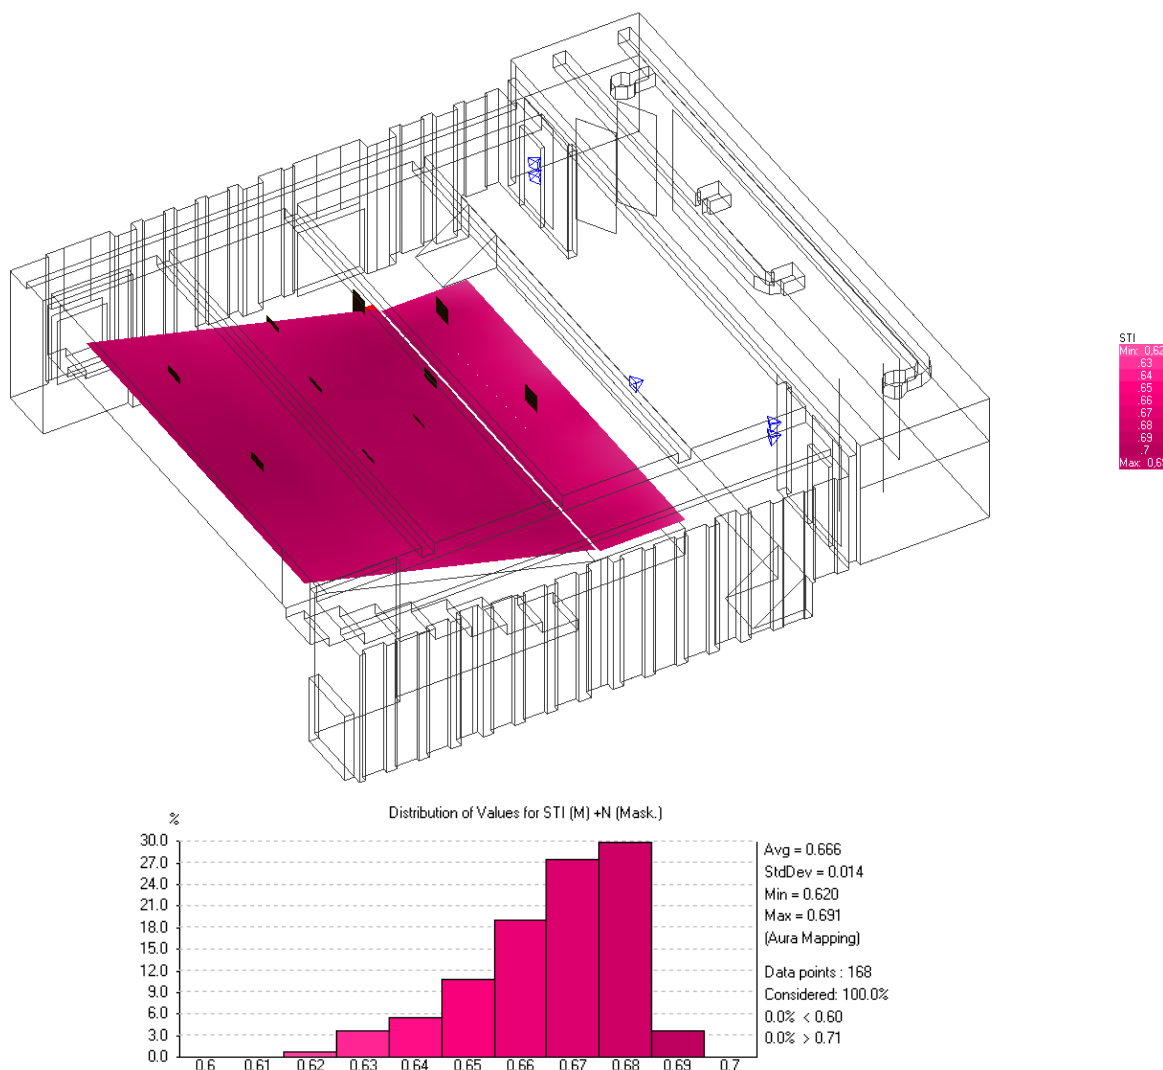 STI
Min: 0,62
.63
.64
.65
.66
.67
.68
.69
.7
Max: 0.69
Distribution of Values for STI (M) +N (Mask.)
%
30.0
27.0
24.0
21.0
18.0
15.0
12.0
9.0
6.0
3.0
0.0
0.6 0.61 0.62 0.63 0.64 0.65 0.66 0.67 0.68 0.69 0.7
Avg = 0.666
StdDev = 0.014
Min = 0.620
Max = 0.691
(Aura Mapping)
Data points : 168
Considered: 100.0%
0.0% < 0.60
0.0% > 0.71